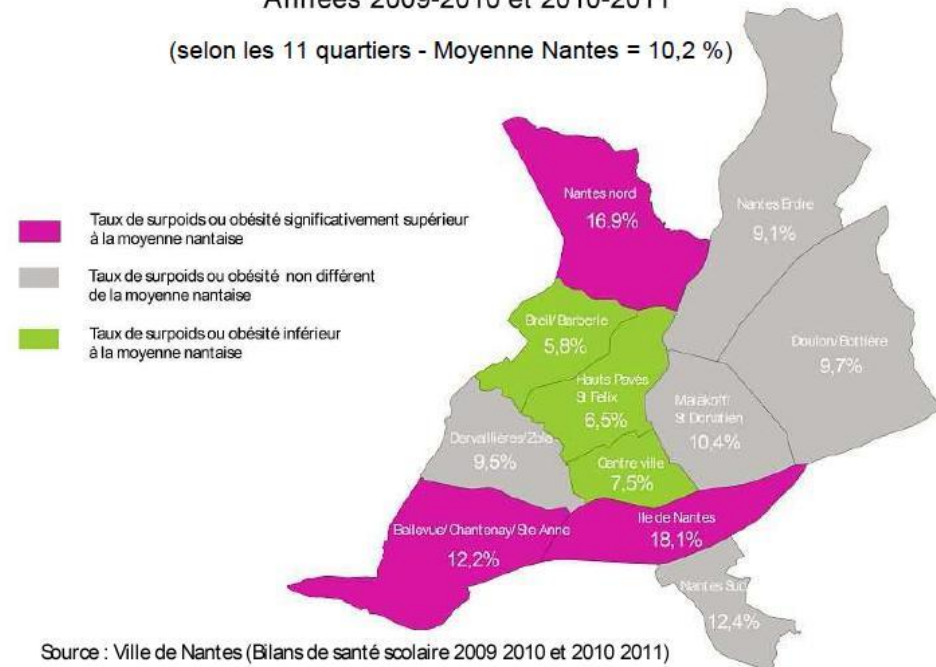 Années 2009-2010 et 2010-2011
(selon les 11 quartiers - Moyenne Nantes = 10,2 %)
Taux de surpoids ou obésité significativement supérieur
à la moyenne nantaise
Taux de surpoids ou obésité non différent
de la moyenne nantaise
Taux de surpoids ou obésité inférieur
à la moyenne nantaise
Nantes nord
16.9%
Nantes Erdre
9,1%
Breil/Barberie
5,8%
Doulon/Bottière
9,7%
Hauts Pavés
St Felix
6,5%
Malakoff/
St Donatien
10,4%
Dervallières/Zola
9,5%
Centre ville
7,5%
Ile de Nantes
18,1%
Bellevue/ Chantenay/ Ste Anne
12,2%
Nantes Sud
12,4%
Source : Ville de Nantes (Bilans de santé scolaire 2009 2010 et 2010 2011)